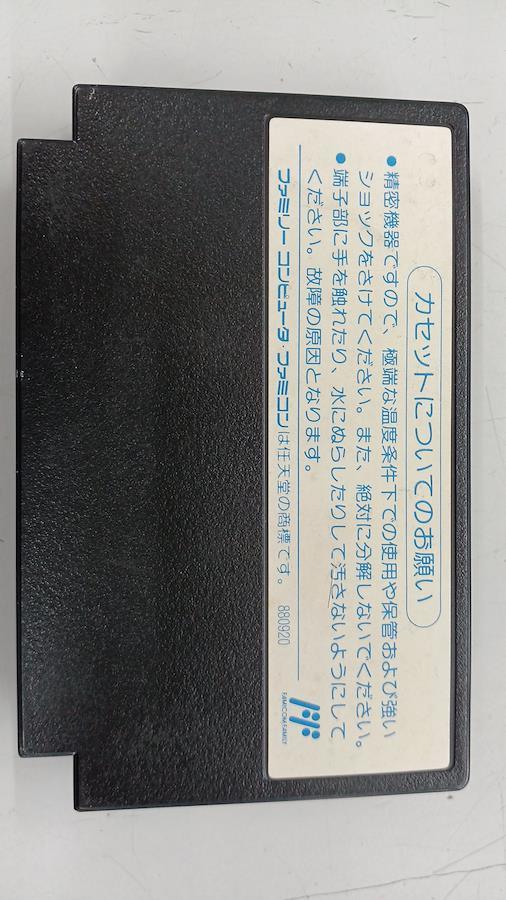 カセットについてのお願い
●精密機器ですので、極端な温度条件下での使用や保管および強い
ショックをさけてください。また、絶対に分解しないでください。
●端子部に手を触れたり、水にぬらしたりして汚さないようにして
ください。故障の原因となります。
ファミリーコンピュータ・ファミコンは任天堂の商標です。 880920
FAMICOM FAMILY